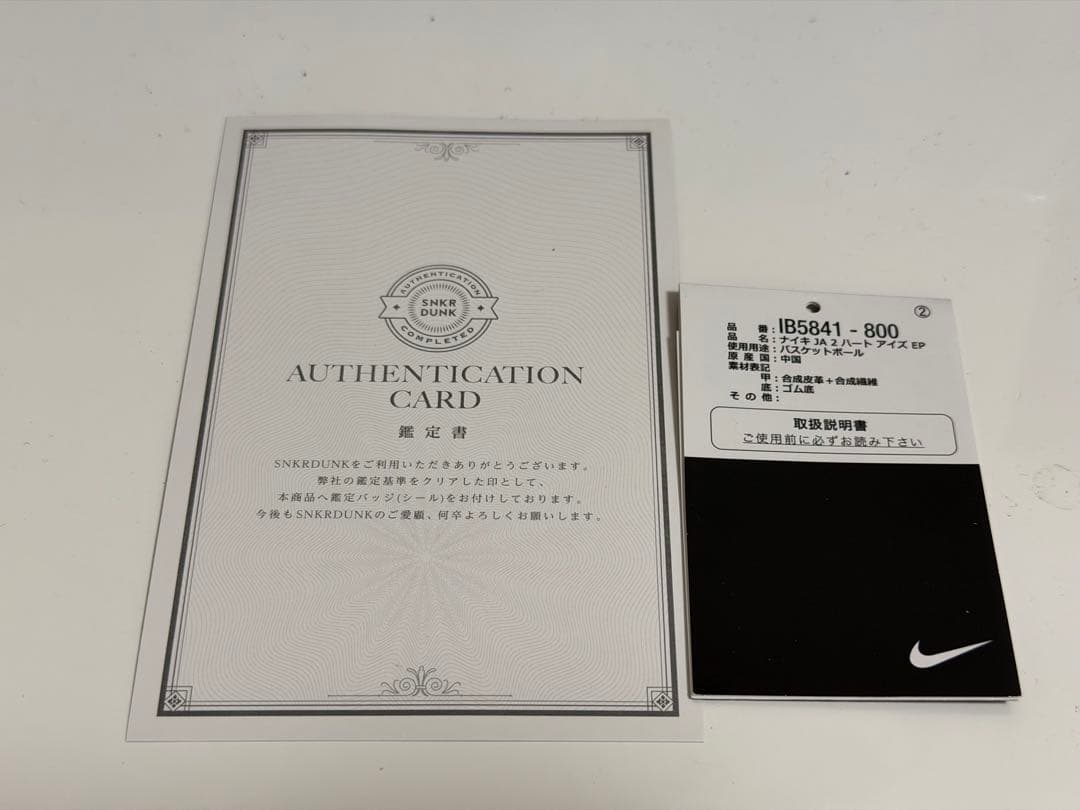 AUTHENTICATION
SNKR
DUNK
COMPLETED
AUTHENTICATION
CARD
鑑定書
SNKRDUNKをご利用いただきありがとうございます。
弊社の鑑定基準をクリアした印として、
本商品へ鑑定バッジ(シール)をお付けしております。
今後もSNKRDUNKのご愛顧、何卒よろしくお願いします。
②
品番:IB5841-800
品名:ナイキ JA 2 ハート アイズ EP
使用用途:バスケットボール
原産国:中国
素材表記
甲:合成皮革+合成繊維
底:ゴム底
その他:
取扱説明書
ご使用前に必ずお読み下さい